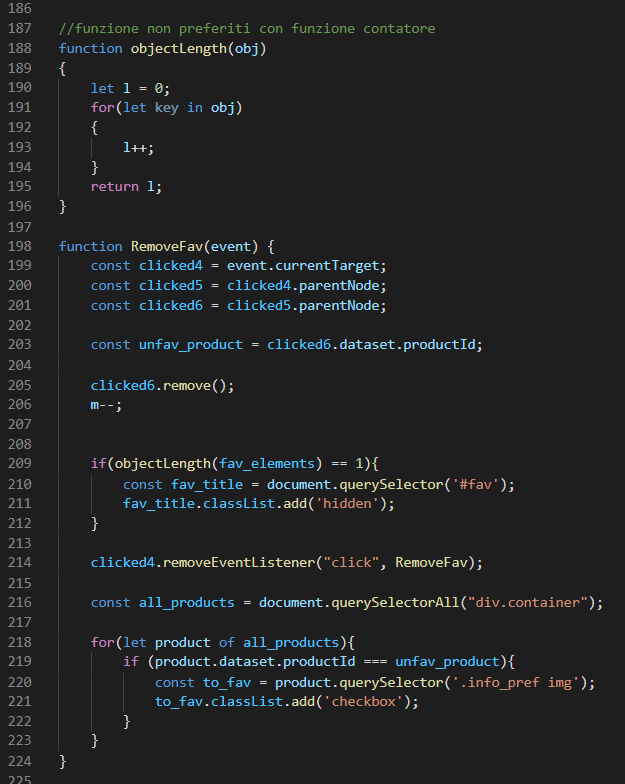 186
187 //funzione non preferiti con funzione contatore
188 function objectLength(obj)
189 {
190     let l = 0;
191     for(let key in obj)
192     {
193         l++;
194     }
195     return l;
196 }
197
198 function RemoveFav(event) {
199     const clicked4 = event.currentTarget;
200     const clicked5 = clicked4.parentNode;
201     const clicked6 = clicked5.parentNode;
202
203     const unfav_product = clicked6.dataset.productId;
204
205     clicked6.remove();
206     m--;
207
208
209     if(objectLength(fav_elements) == 1){
210         const fav_title = document.querySelector('#fav');
211         fav_title.classList.add('hidden');
212     }
213
214     clicked4.removeEventListener("click", RemoveFav);
215
216     const all_products = document.querySelectorAll("div.container");
217
218     for(let product of all_products){
219         if (product.dataset.productId === unfav_product){
220             const to_fav = product.querySelector('.info_pref img');
221             to_fav.classList.add('checkbox');
222         }
223     }
224 }
225